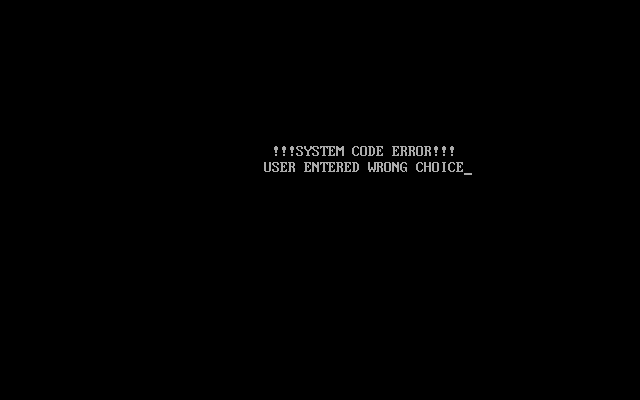 !!!SYSTEM CODE ERROR!!!
USER ENTERED WRONG CHOICE_